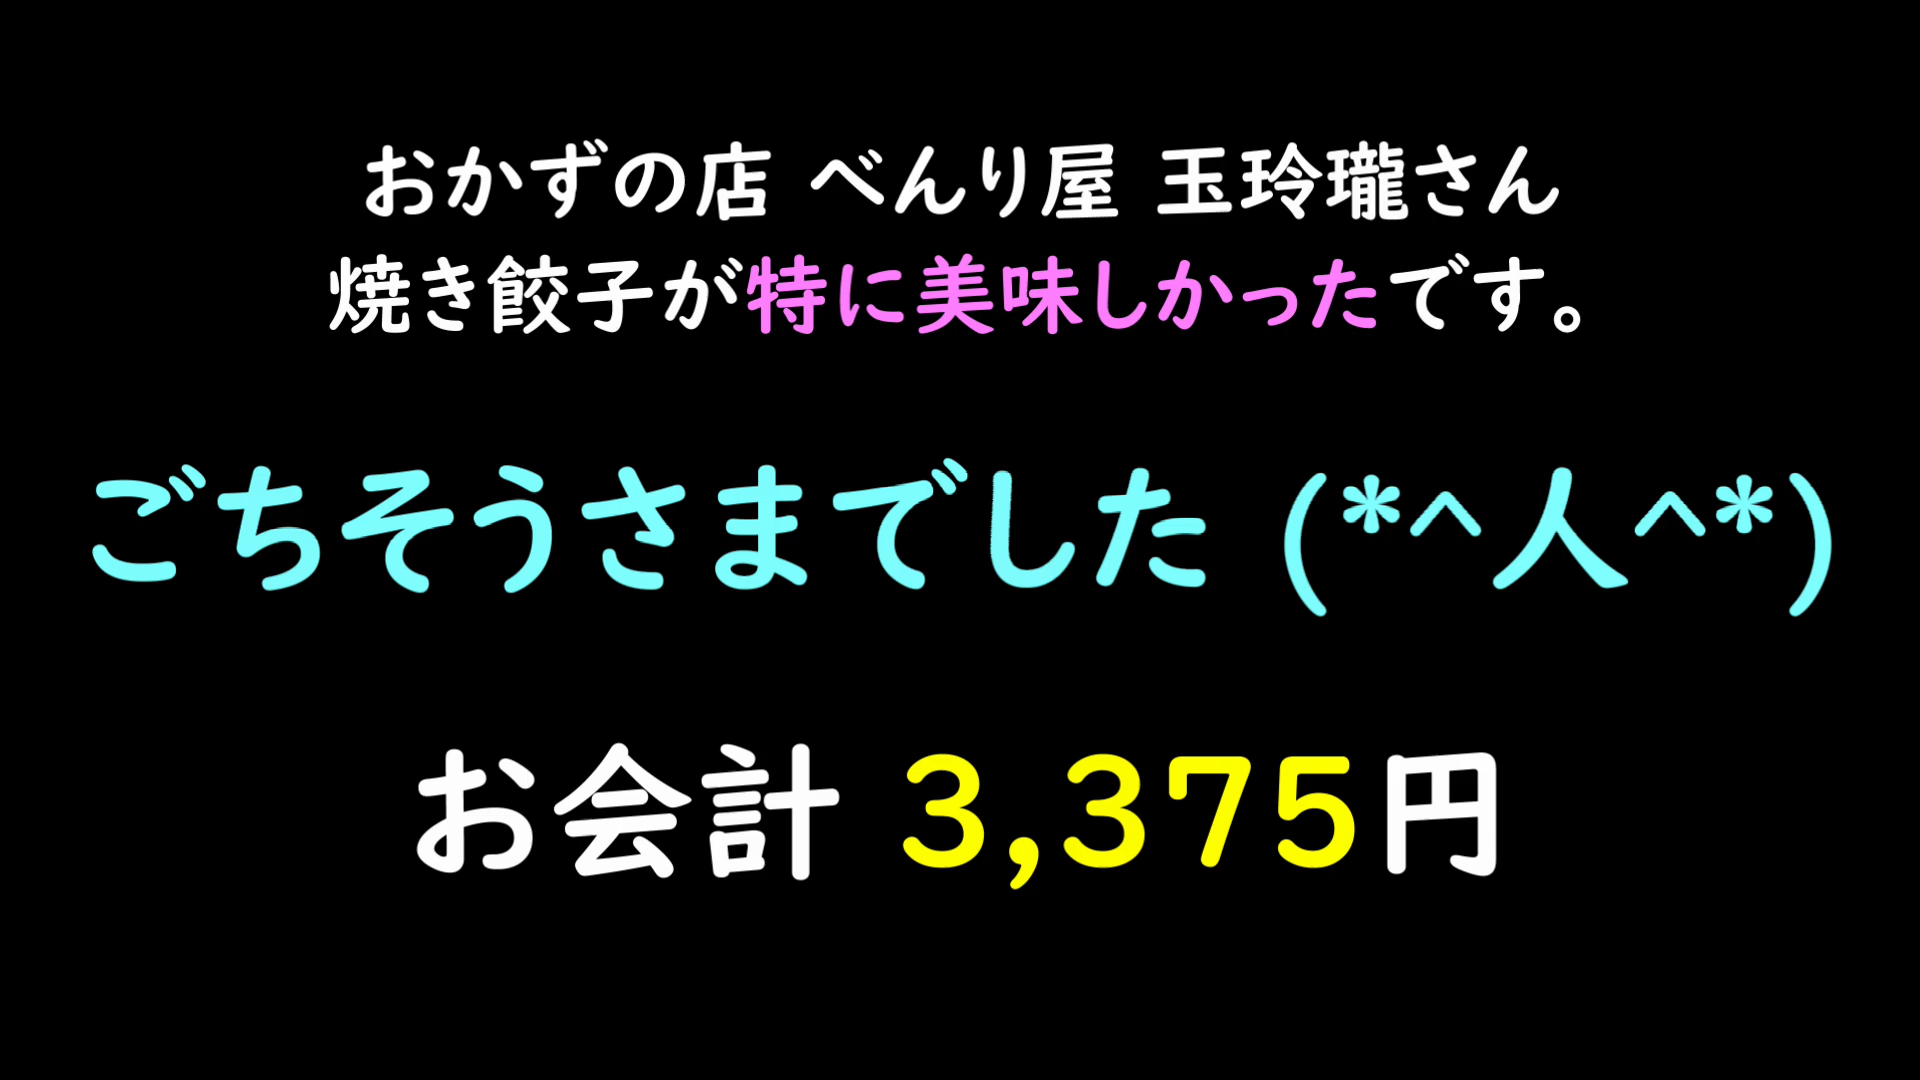 おかずの店 べんり屋 玉玲瓏さん
焼き餃子が特に美味しかったです。
ごちそうさまでした (*^人^*)
お会計 3,375円